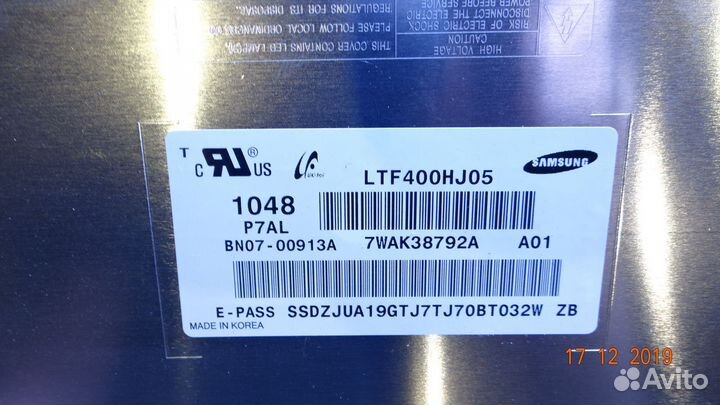 REGULATIONS FOR ITS DISPOSAL.
PLEASE FOLLOW LOCAL ORDINANCES OR
THIS COVER CONTAINS LED LAMP(S)
POWER BEFORE SERVICE
DISCONNECT THE ELECTRIC
RISK OF ELECTRIC SHOCK.
CAUTION
HIGH VOLTAGE
T
c RU ® US
SAMSUNG
LTF400HJ05
1048
P7AL
BN07-00913A 7WAK38792A A01
E-PASS SSDZJUA19GTJ7TJ70BT032W ZB
MADE IN KOREA
17 12 2019
Avito